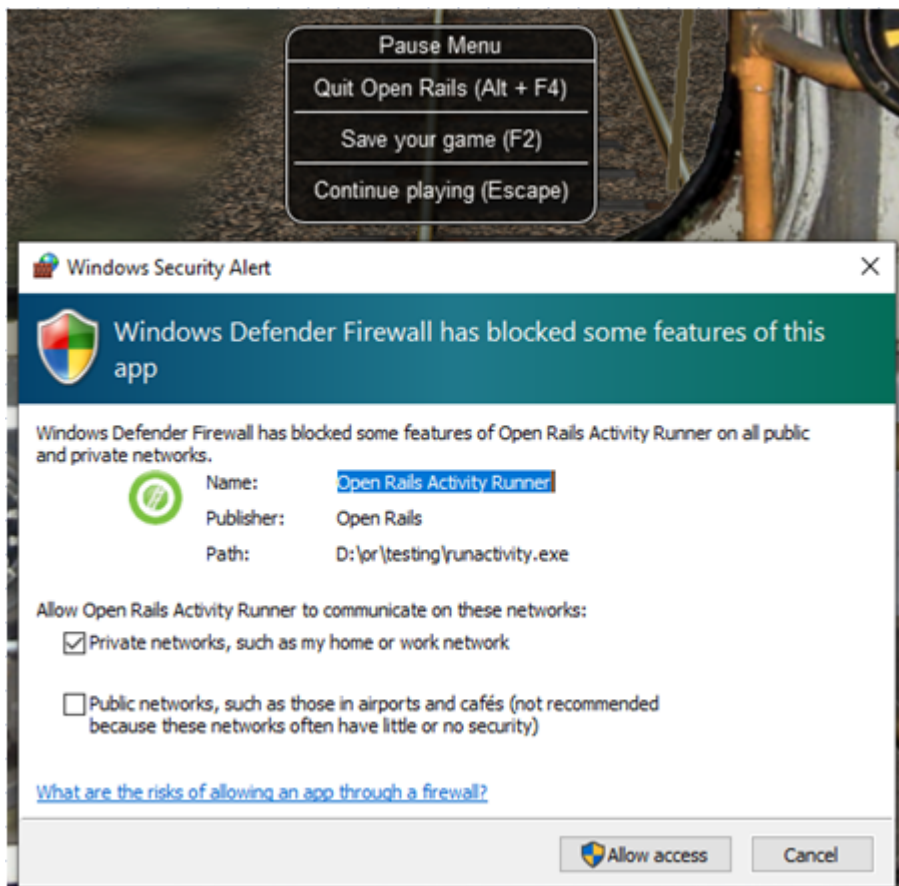 Pause Menu
Quit Open Rails (Alt + F4)
Save your game (F2)
Continue playing (Escape)
Windows Security Alert
Windows Defender Firewall has blocked some features of this
app
Windows Defender Firewall has blocked some features of Open Rails Activity Runner on all public
and private networks.
Name: Open Rails Activity Runner
Publisher: Open Rails
Path: D:\or\testing\runactivity.exe
Allow Open Rails Activity Runner to communicate on these networks:
Private networks, such as my home or work network
Public networks, such as those in airports and cafés (not recommended
because these networks often have little or no security)
What are the risks of allowing an app through a firewall?
Allow access Cancel